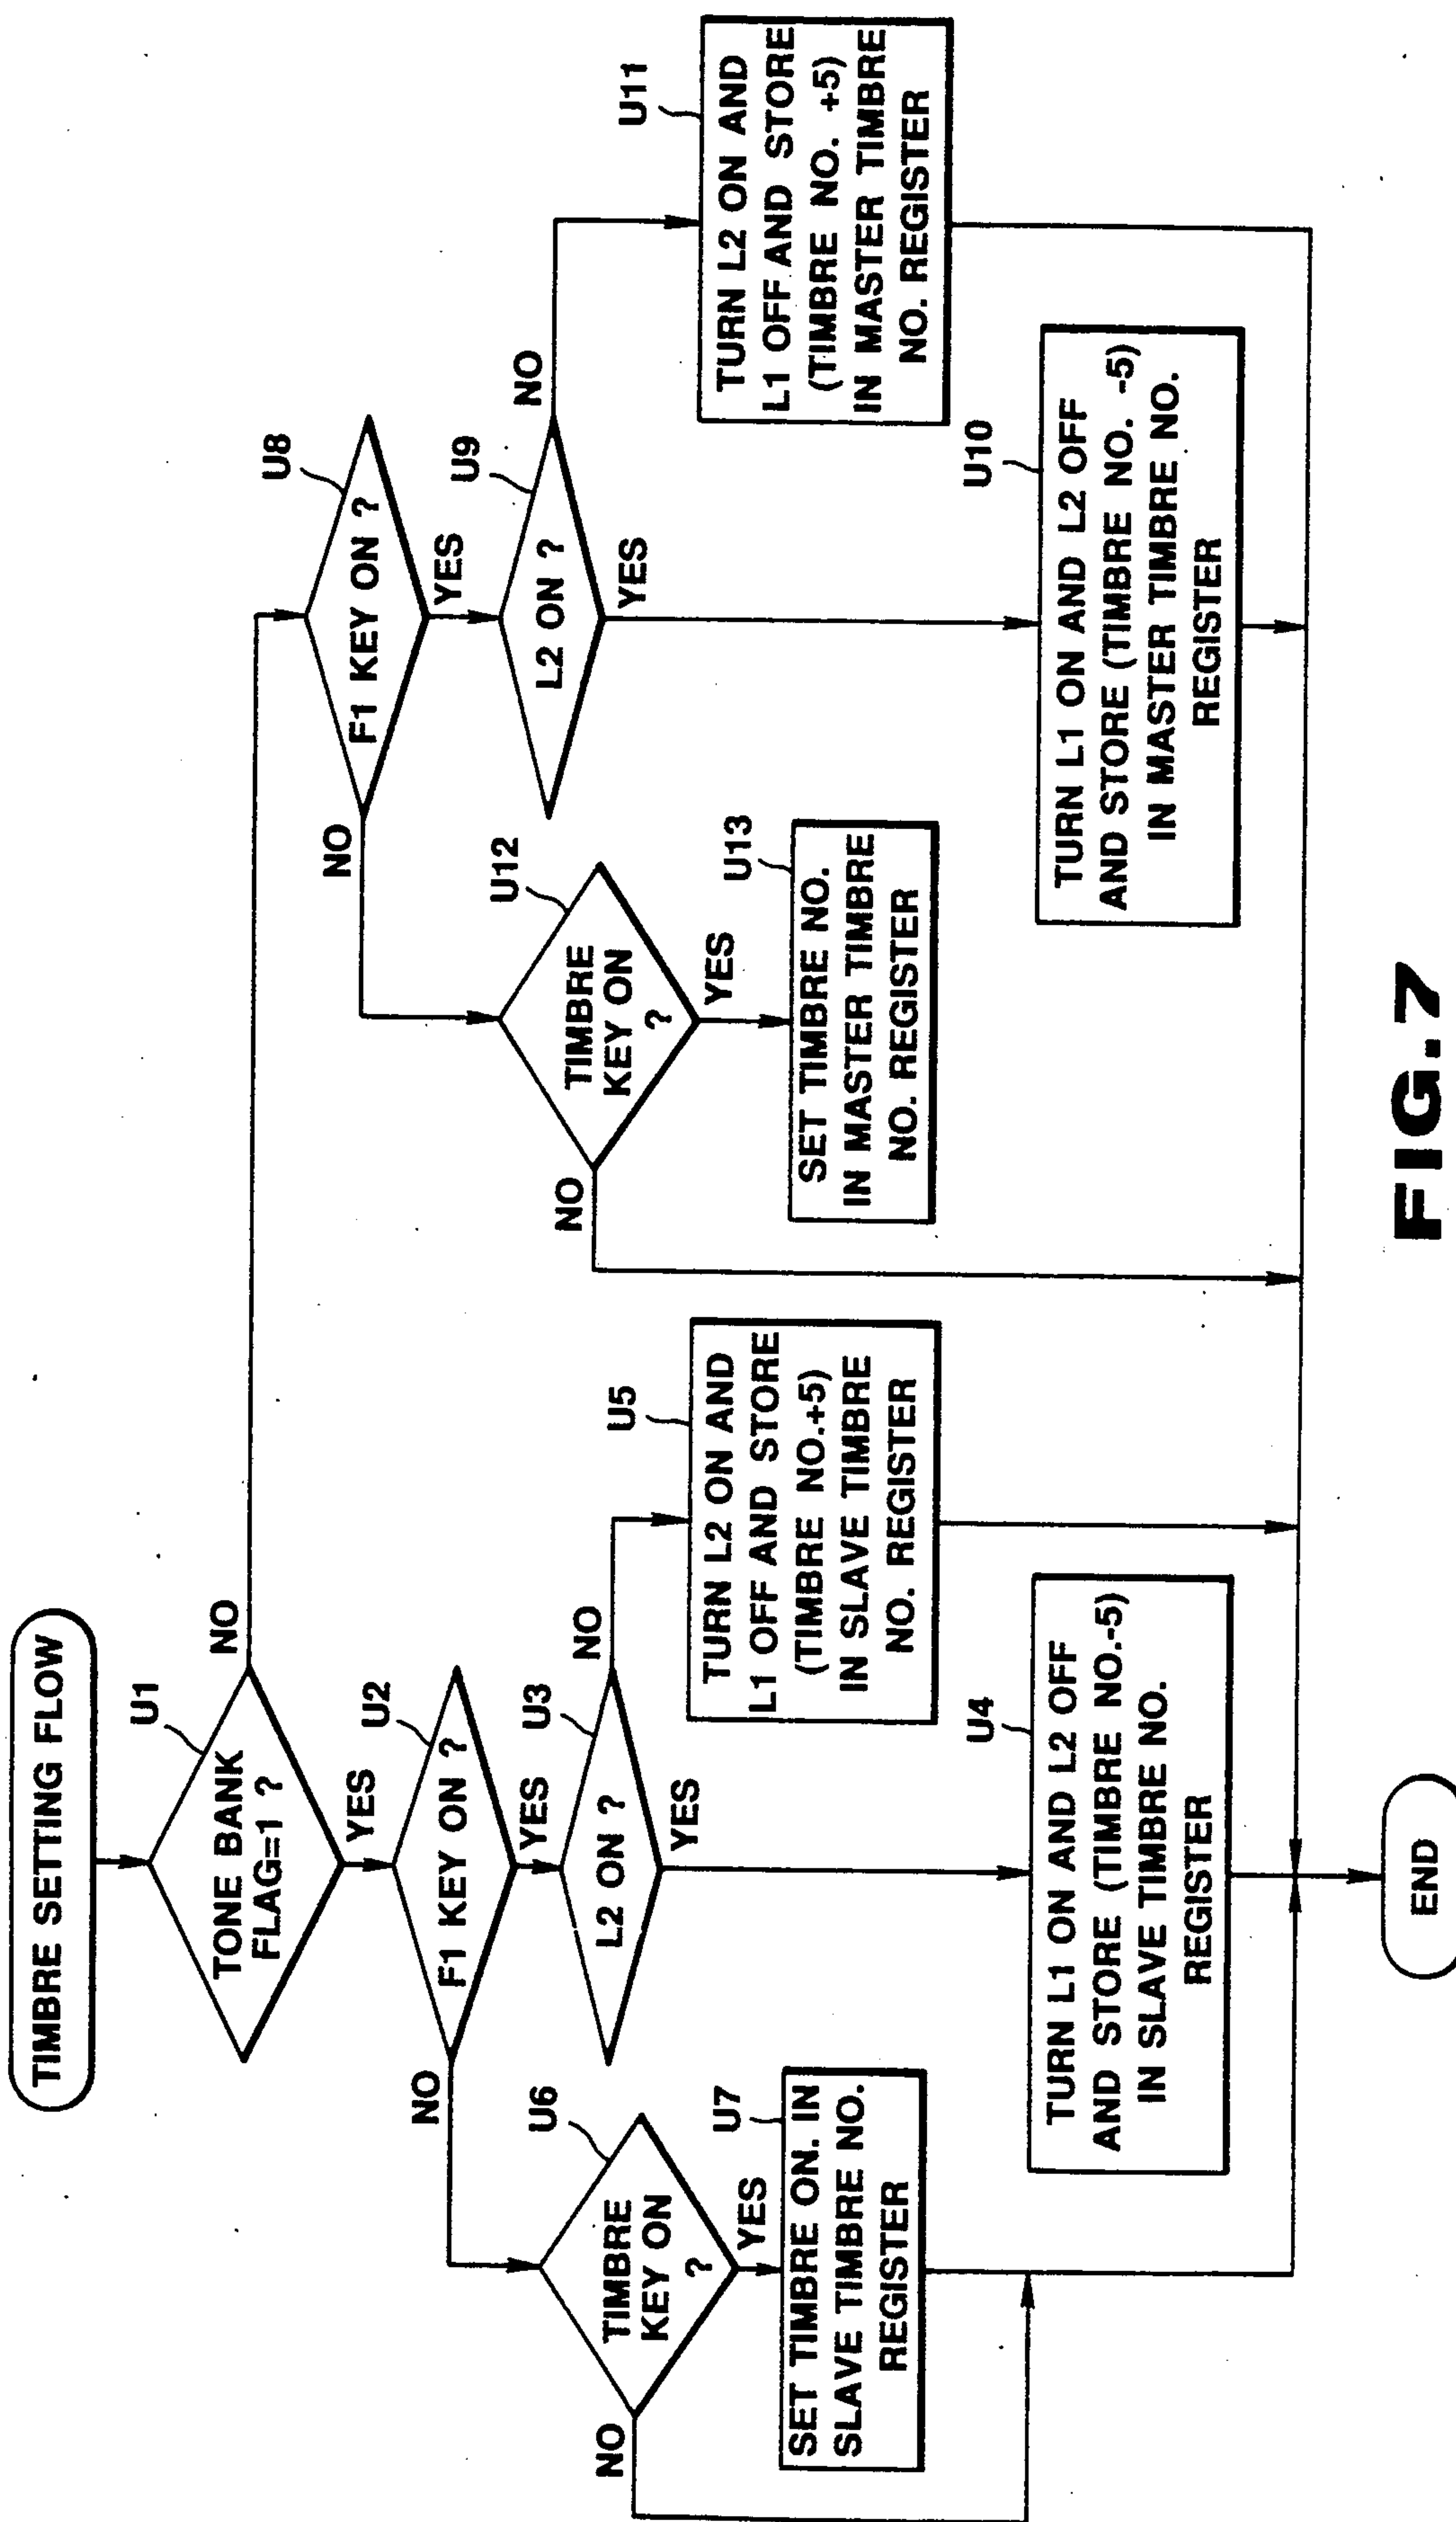 TIMBRE SETTING FLOW
U1
TONE BANK
FLAG=1 ?
NO
YES
U2
F1 KEY ON ?
NO
YES
U3
L2 ON ?
NO
YES
U6
TIMBRE
KEY ON
?
NO
YES
U7
SET TIMBRE ON. IN
SLAVE TIMBRE NO.
REGISTER
U5
TURN L2 ON AND
L1 OFF AND STORE
(TIMBRE NO.+5)
IN SLAVE TIMBRE
NO. REGISTER
U4
TURN L1 ON AND L2 OFF
AND STORE (TIMBRE NO.-5)
IN SLAVE TIMBRE NO.
REGISTER
U8
F1 KEY ON ?
NO
YES
U9
L2 ON ?
NO
YES
U12
TIMBRE
KEY ON
?
NO
YES
U13
SET TIMBRE NO.
IN MASTER TIMBRE
NO. REGISTER
U11
TURN L2 ON AND
L1 OFF AND STORE
(TIMBRE NO. +5)
IN MASTER TIMBRE
NO. REGISTER
U10
TURN L1 ON AND L2 OFF
AND STORE (TIMBRE NO. -5)
IN MASTER TIMBRE NO.
REGISTER
END
FIG.7